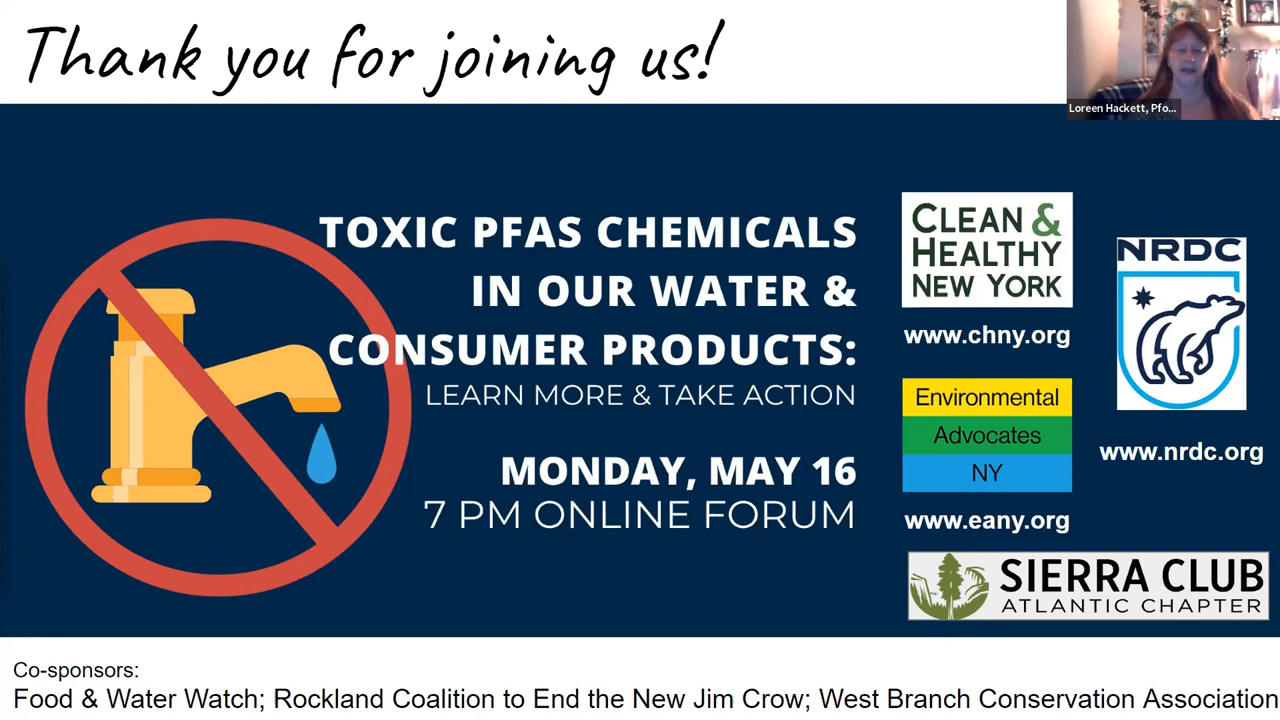 Thank you for joining us!
Loreen Hackett, Pfo...
TOXIC PFAS CHEMICALS
IN OUR WATER &
CONSUMER PRODUCTS:
LEARN MORE & TAKE ACTION
MONDAY, MAY 16
7 PM ONLINE FORUM
CLEAN &
HEALTHY
NEW YORK
www.chny.org
NRDC
www.nrdc.org
Environmental
Advocates
NY
www.eany.org
SIERRA CLUB
ATLANTIC CHAPTER
Co-sponsors:
Food & Water Watch; Rockland Coalition to End the New Jim Crow; West Branch Conservation Association